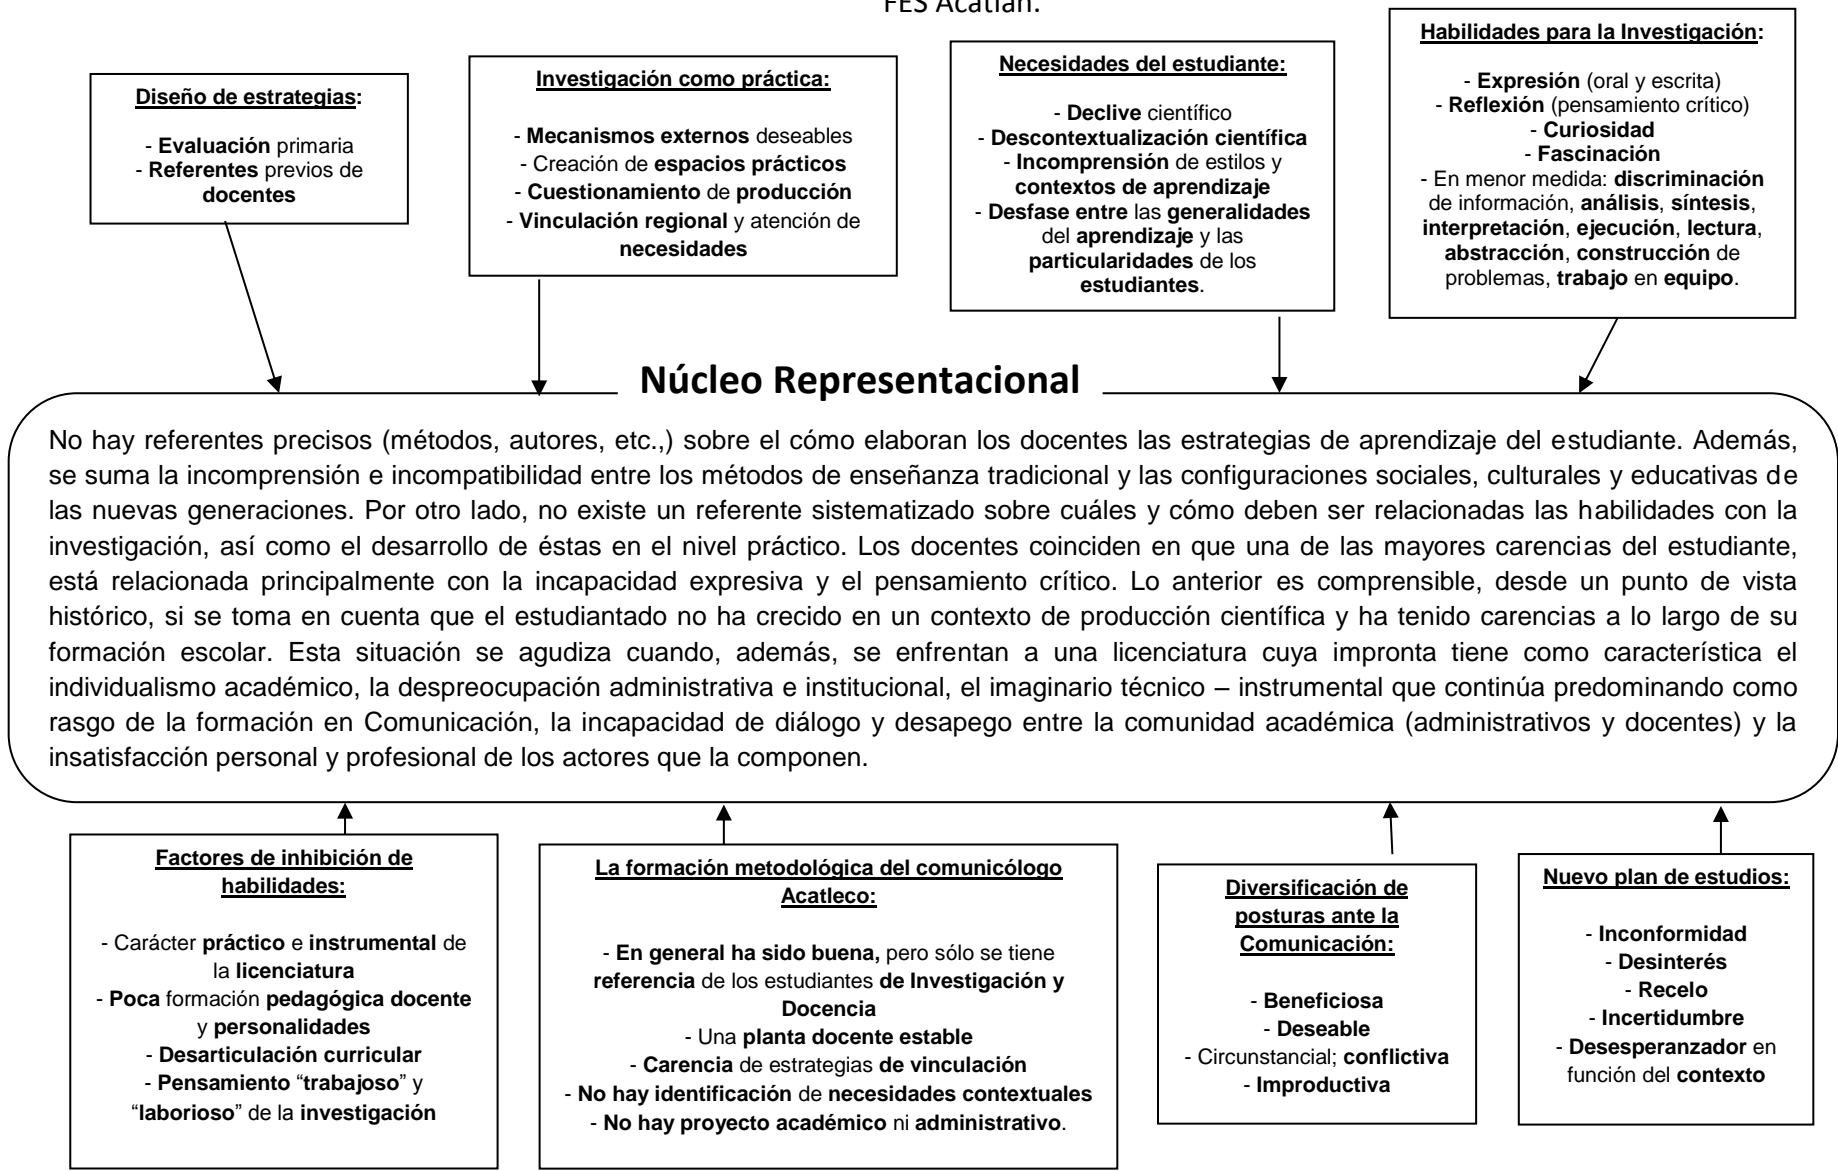 FES Acatlán.
Diseño de estrategias:
- Evaluación primaria
- Referentes previos de
docentes
Investigación como práctica:
- Mecanismos externos deseables
- Creación de espacios prácticos
- Cuestionamiento de producción
- Vinculación regional y atención de
necesidades
Necesidades del estudiante:
- Declive científico
- Descontextualización científica
- Incomprensión de estilos y
contextos de aprendizaje
- Desfase entre las generalidades
del aprendizaje y las
particularidades de los
estudiantes.
Habilidades para la Investigación:
- Expresión (oral y escrita)
- Reflexión (pensamiento crítico)
- Curiosidad
- Fascinación
- En menor medida: discriminación
de información, análisis, síntesis,
interpretación, ejecución, lectura,
abstracción, construcción de
problemas, trabajo en equipo.
Núcleo Representacional
No hay referentes precisos (métodos, autores, etc.,) sobre el cómo elaboran los docentes las estrategias de aprendizaje del estudiante. Además,
se suma la incomprensión e incompatibilidad entre los métodos de enseñanza tradicional y las configuraciones sociales, culturales y educativas de
las nuevas generaciones. Por otro lado, no existe un referente sistematizado sobre cuáles y cómo deben ser relacionadas las habilidades con la
investigación, así como el desarrollo de éstas en el nivel práctico. Los docentes coinciden en que una de las mayores carencias del estudiante,
está relacionada principalmente con la incapacidad expresiva y el pensamiento crítico. Lo anterior es comprensible, desde un punto de vista
histórico, si se toma en cuenta que el estudiantado no ha crecido en un contexto de producción científica y ha tenido carencias a lo largo de su
formación escolar. Esta situación se agudiza cuando, además, se enfrentan a una licenciatura cuya impronta tiene como característica el
individualismo académico, la despreocupación administrativa e institucional, el imaginario técnico – instrumental que continúa predominando como
rasgo de la formación en Comunicación, la incapacidad de diálogo y desapego entre la comunidad académica (administrativos y docentes) y la
insatisfacción personal y profesional de los actores que la componen.
Factores de inhibición de
habilidades:
- Carácter práctico e instrumental de
la licenciatura
- Poca formación pedagógica docente
y personalidades
- Desarticulación curricular
- Pensamiento “trabajoso” y
“laborioso” de la investigación
La formación metodológica del comunicólogo
Acatleco:
- En general ha sido buena, pero sólo se tiene
referencia de los estudiantes de Investigación y
Docencia
- Una planta docente estable
- Carencia de estrategias de vinculación
- No hay identificación de necesidades contextuales
- No hay proyecto académico ni administrativo.
Diversificación de
posturas ante la
Comunicación:
- Beneficiosa
- Deseable
- Circunstancial; conflictiva
- Improductiva
Nuevo plan de estudios:
- Inconformidad
- Desinterés
- Recelo
- Incertidumbre
- Desesperanzador en
función del contexto